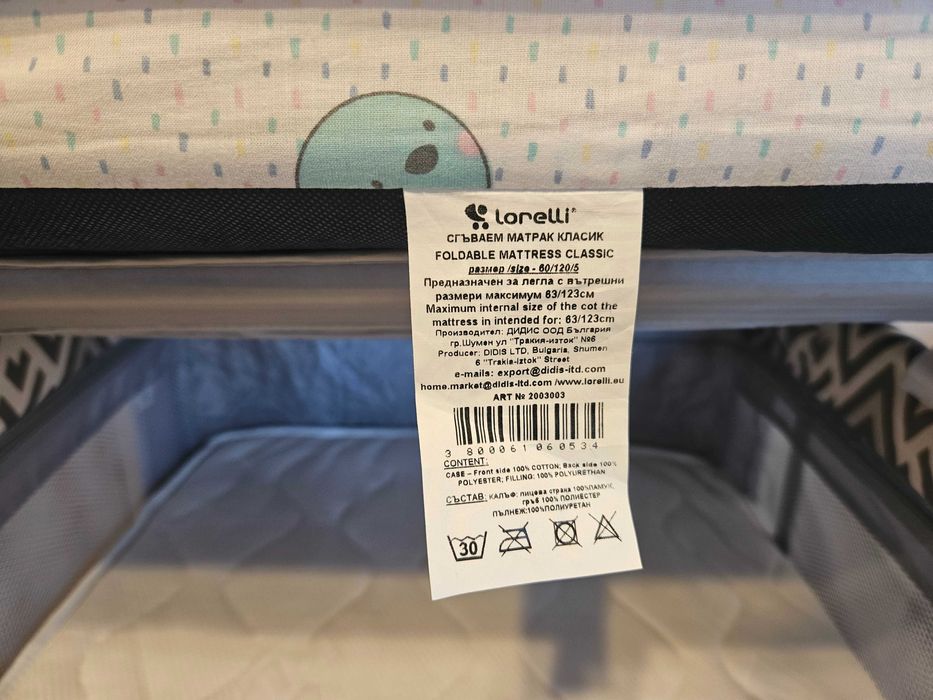 lorelli®
СГЪВАЕМ МАТРАК КЛАСИК
FOLDABLE MATTRESS CLASSIC
размер /size - 60/120/5
Предназначен за легла с вътрешни
размери максимум 63/123см
Maximum internal size of the cot the
mattress in intended for: 63/123cm
Производител: ДИДИС ООД България
гр.Шумен ул "Тракия-изток" №6
Producer: DIDIS LTD, Bulgaria, Shumen
6 "Trakia-Iztok" Street
e-mails: export@didis-ltd.com
home.market@didis-ltd.com /www.lorelli.eu
ART № 2003003
3 800061 060534
CONTENT:
CASE – Front side 100% COTTON; Back side 100%
POLYESTER; FILLING: 100% POLYURETHAN
СЪСТАВ: КАЛЪФ: лицева страна 100%ПАМУК,
гръб 100% ПОЛИЕСТЕР
ПЪЛНЕЖ:100%ПОЛИУРЕТАН
30